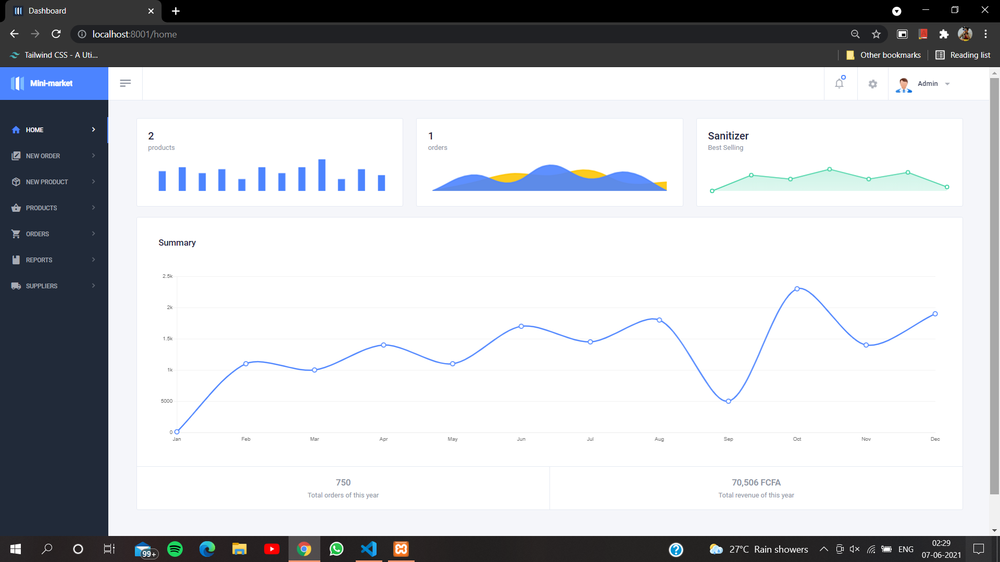 Dashboard
localhost:8001/home
Tailwind CSS - A Uti...
Other bookmarks
Reading list
Mini-market
Admin
HOME
NEW ORDER
NEW PRODUCT
PRODUCTS
ORDERS
REPORTS
SUPPLIERS
2
products
1
orders
Sanitizer
Best Selling
Summary
2.5k
2k
1.5k
1k
5000
0
Jan Feb Mar Apr May Jun Jul Aug Sep Oct Nov Dec
750
Total orders of this year
70,506 FCFA
Total revenue of this year
99+
27°C Rain showers
ENG
02:29
07-06-2021